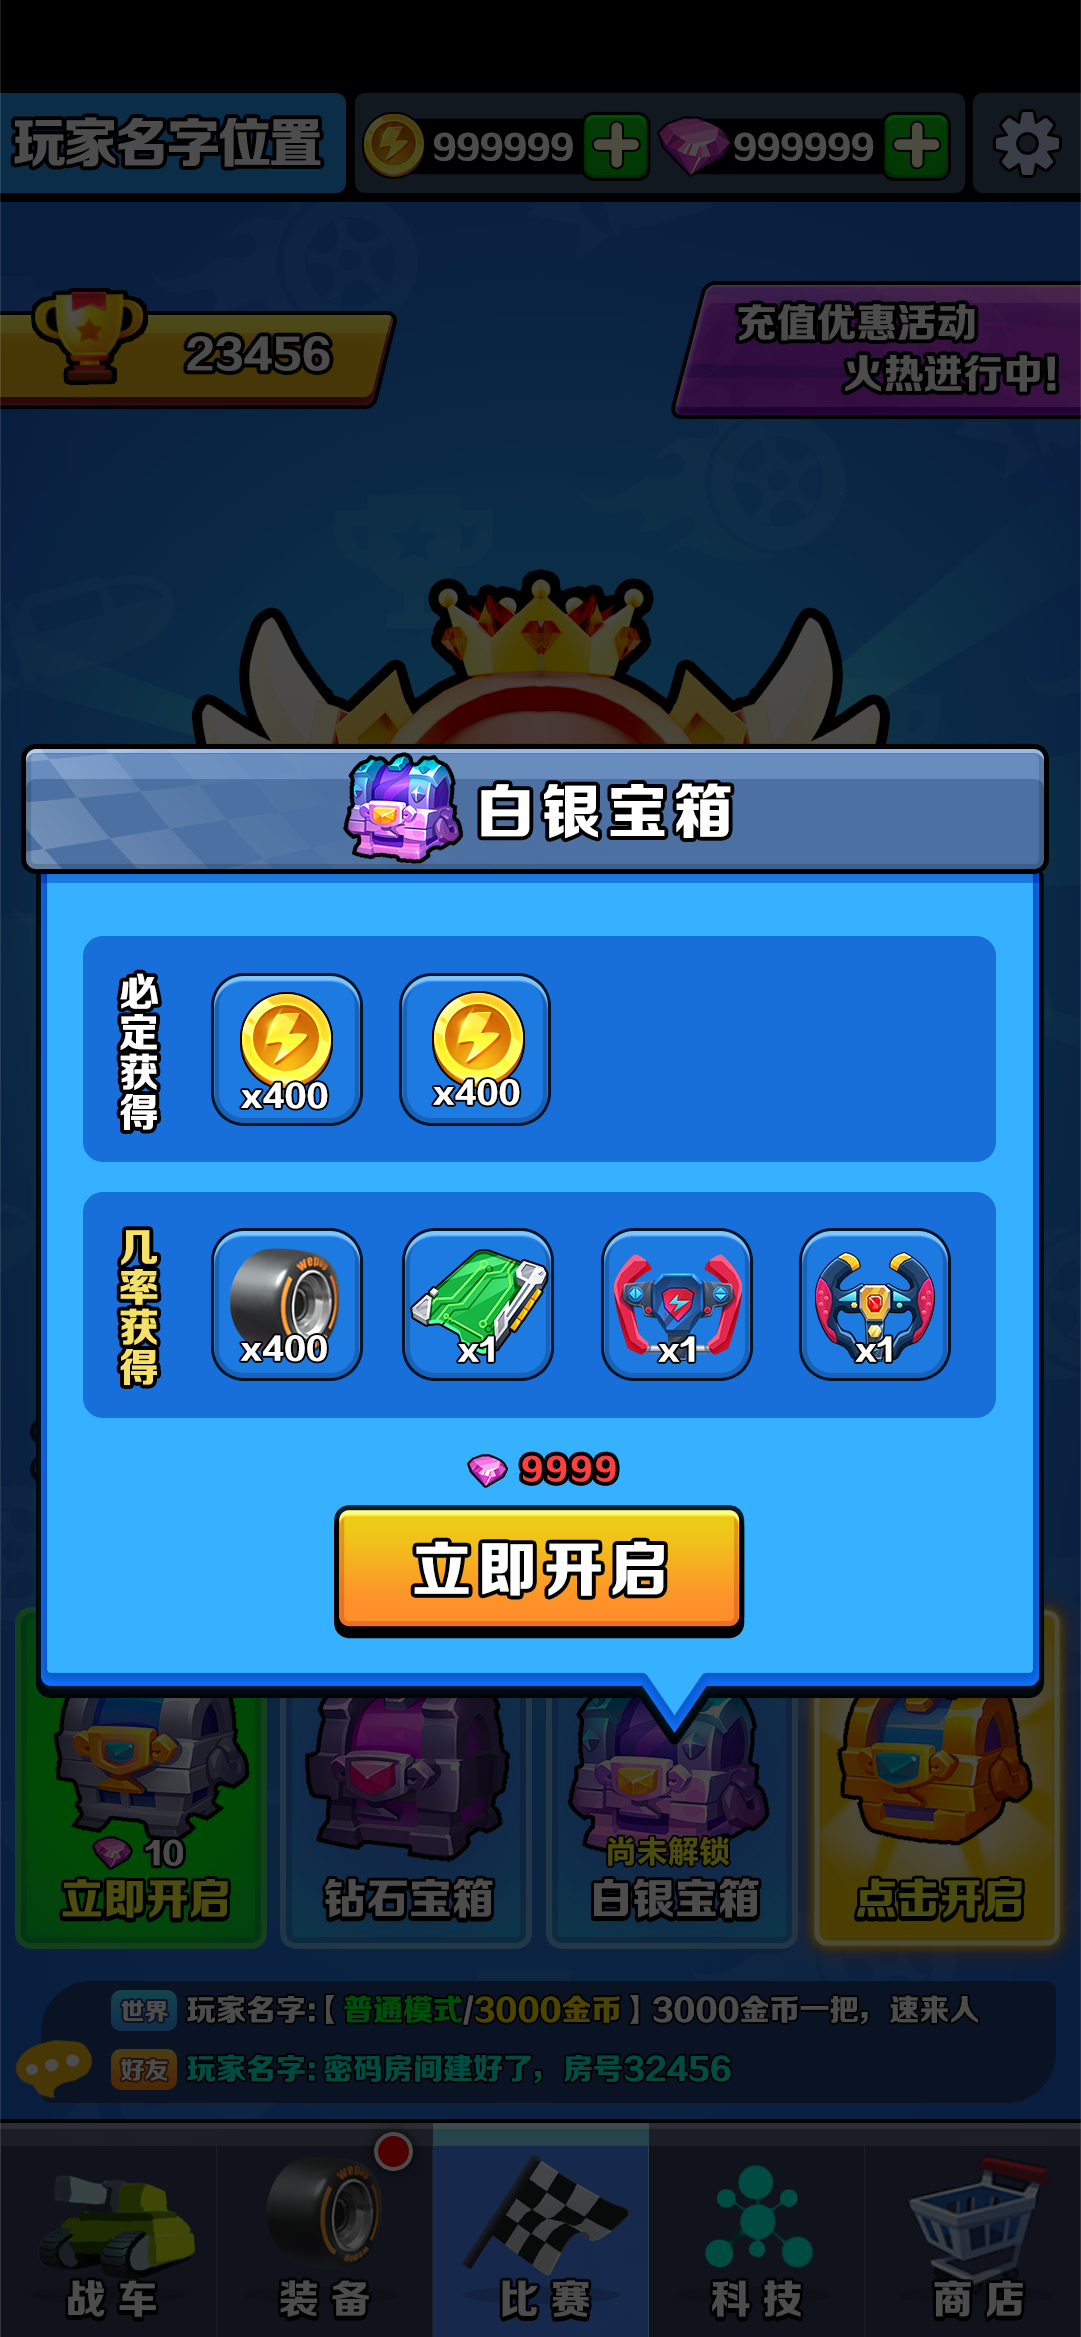 玩家名字位置
999999
999999
23456
充值优惠活动
火热进行中!
白银宝箱
必定获得
x400
x400
几率获得
Wepoy
x400
x1
x1
x1
9999
立即开启
10
立即开启
钻石宝箱
尚未解锁
白银宝箱
点击开启
世界 玩家名字:【普通模式/3000金币】3000金币一把，速来人
好友 玩家名字: 密码房间建好了，房号32456
战车
装备
比赛
科技
商店